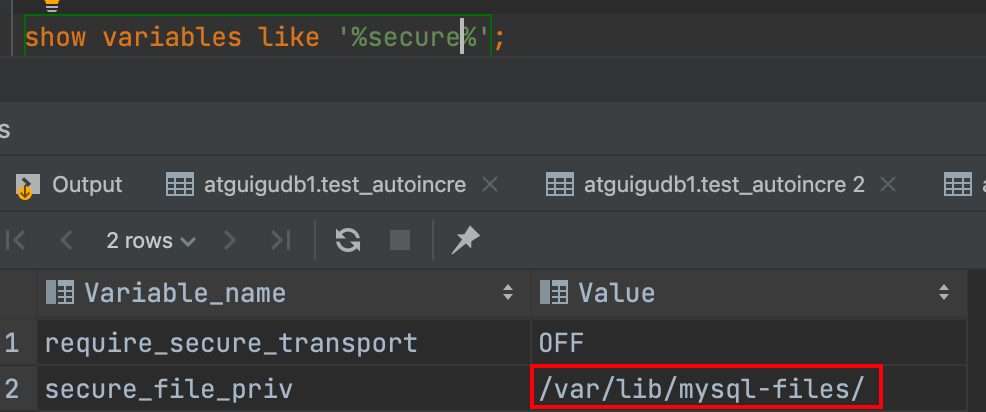 show variables like '%secure%';
s
Output atguigudb1.test_autoincre atguigudb1.test_autoincre 2
2 rows
Variable_name Value
1 require_secure_transport OFF
2 secure_file_priv /var/lib/mysql-files/